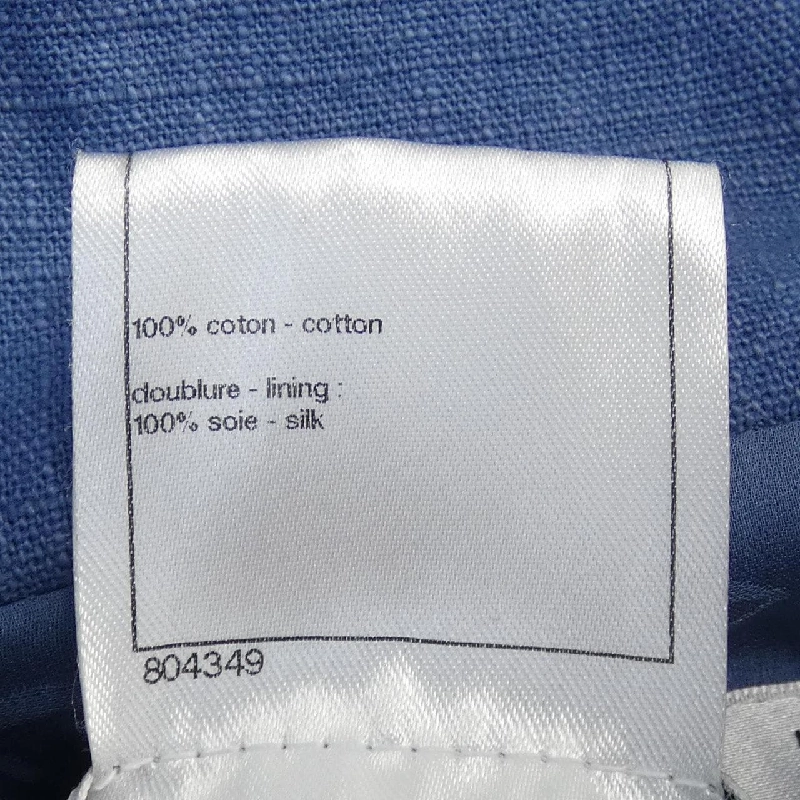 100% coton - cotton
doublure - lining :
100% soie - silk
804349